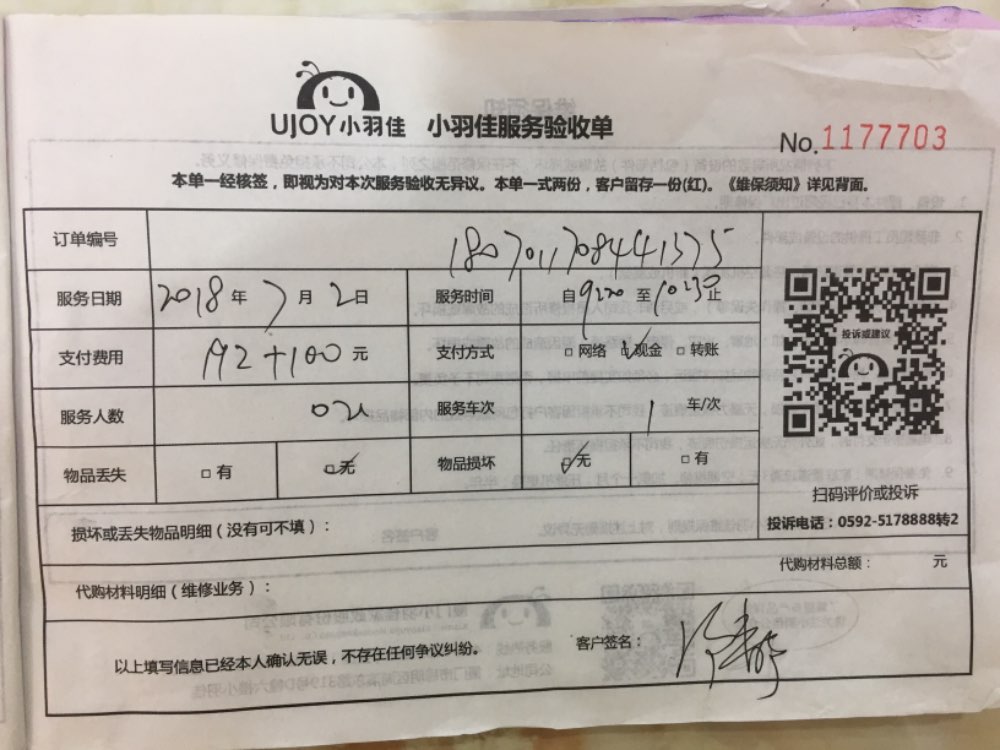 UJOY小羽佳 小羽佳服务验收单
No.1177703
本单一经核签，即视为对本次服务验收无异议。本单一式两份，客户留存一份(红)。《维保须知》详见背面。
订单编号 1807011708441375
服务日期 2018年7月2日 服务时间 自9:20至10:30止
支付费用 192+100元 支付方式 □网络 ☑现金 □转账
服务人数 02人 服务车次 1 车/次
物品丢失 □有 ☑无 物品损坏 ☑无 □有
投诉或建议
扫码评价或投诉
投诉电话：0592-5178888转2
损坏或丢失物品明细（没有可不填）：
代购材料明细（维修业务）： 代购材料总额： 元
以上填写信息已经本人确认无误，不存在任何争议纠纷。 客户签名：